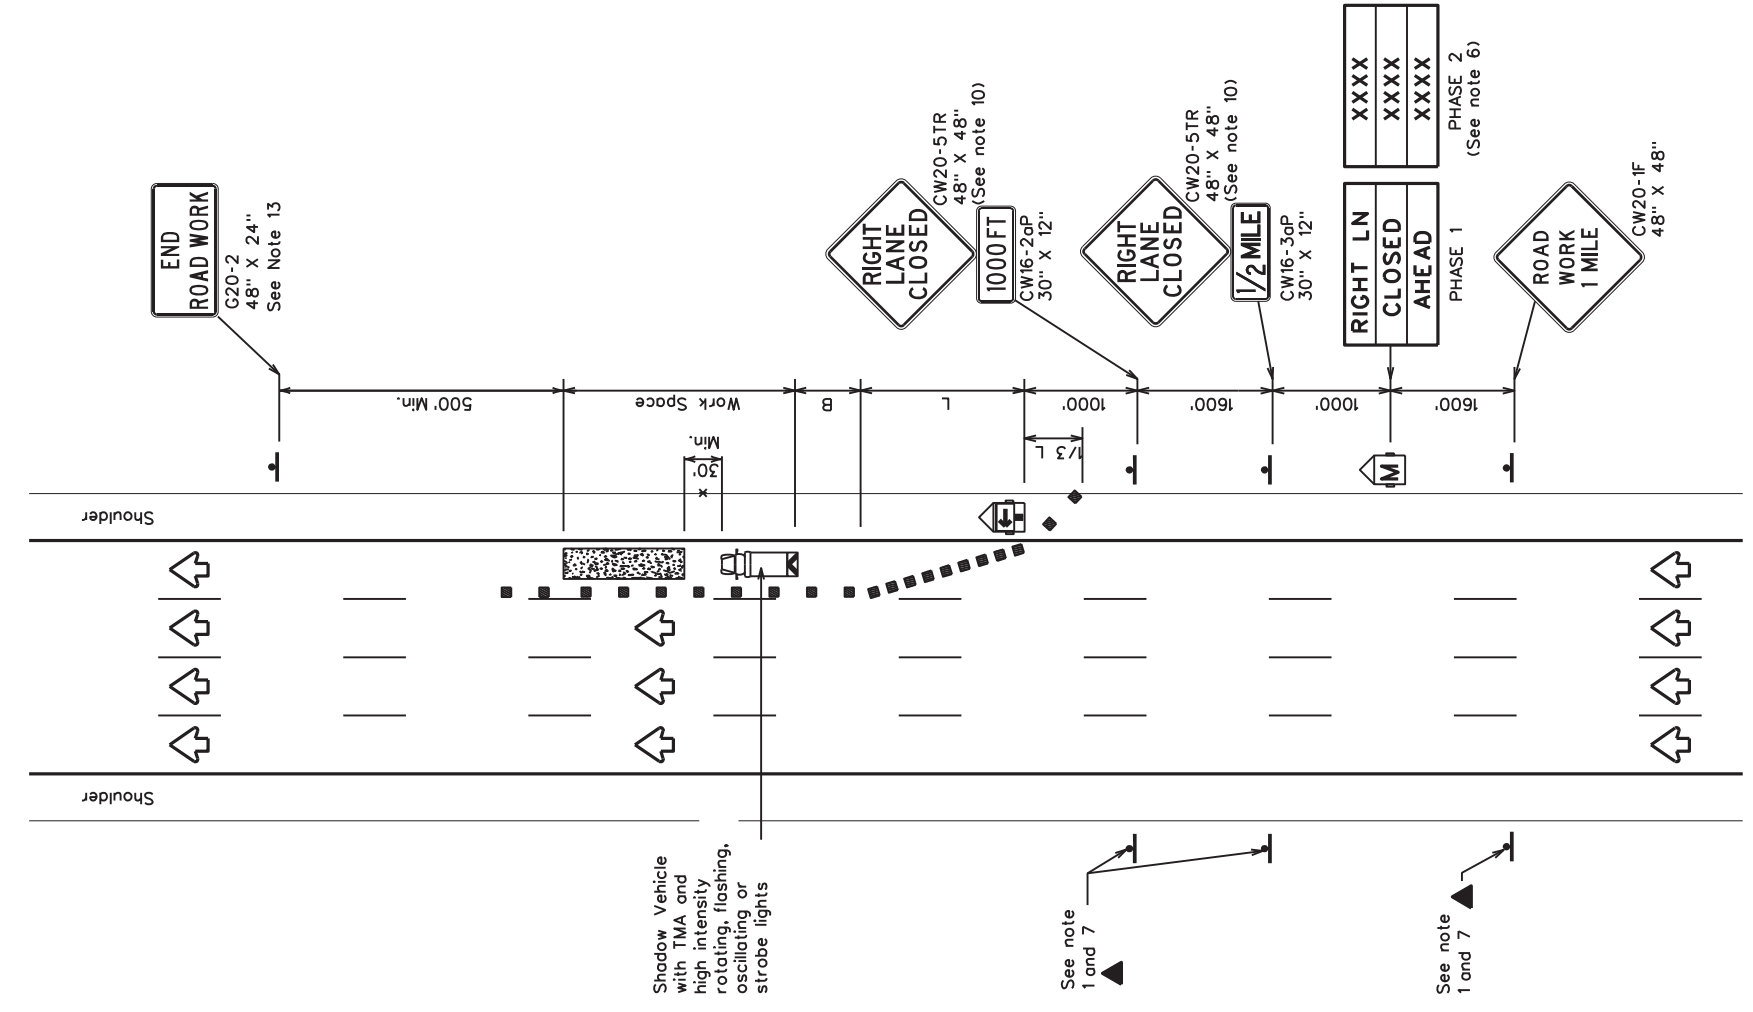 END
ROAD WORK
G20-2
48" X 24"
See Note 13
RIGHT
LANE
CLOSED
1000 FT
CW20-5TR
48" X 48"
(See note 10)
CW16-2aP
30" X 12"
RIGHT
LANE
CLOSED
1/2 MILE
CW20-5TR
48" X 48"
(See note 10)
CW16-3aP
30" X 12"
RIGHT LN
CLOSED
AHEAD
PHASE 1
XXXX
XXXX
XXXX
PHASE 2
(See note 6)
ROAD
WORK
1 MILE
CW20-1F
48" X 48"
500' Min.
Work Space
B
L
1000'
1600'
1000'
1600'
30'
Min.
x
1/3 L
M
Shoulder
Shoulder
Shadow Vehicle
with TMA and
high intensity
rotating, flashing,
oscillating or
strobe lights
See note
1 and 7
See note
1 and 7